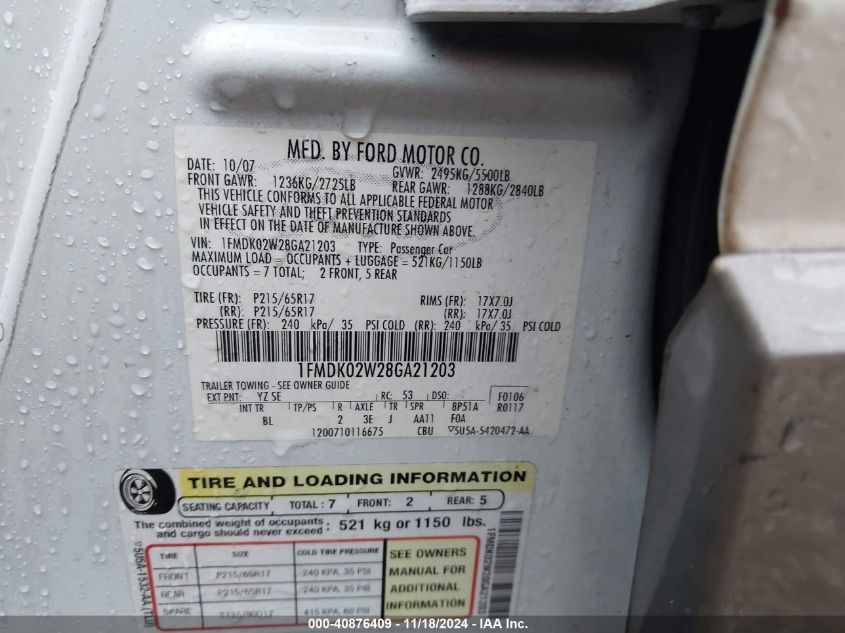 MFD. BY FORD MOTOR CO.
DATE: 10/07 GVWR: 2495KG/5500LB
FRONT GAWR: 1236KG/2725LB REAR GAWR: 1288KG/2840LB
THIS VEHICLE CONFORMS TO ALL APPLICABLE FEDERAL MOTOR
VEHICLE SAFETY AND THEFT PREVENTION STANDARDS
IN EFFECT ON THE DATE OF MANUFACTURE SHOWN ABOVE.
VIN: 1FMDK02W28GA21203 TYPE: Passenger Car
MAXIMUM LOAD = OCCUPANTS + LUGGAGE = 521KG/1150LB
OCCUPANTS = 7 TOTAL; 2 FRONT, 5 REAR
TIRE (FR): P215/65R17 RIMS (FR): 17X7.0J
(RR): P215/65R17 (RR): 17X7.0J
PRESSURE (FR): 240 kPa/ 35 PSI COLD (RR): 240 kPa/ 35 PSI COLD
1FMDK02W28GA21203
TRAILER TOWING - SEE OWNER GUIDE
EXT PNT: YZ SE RC: 53 DSO: F0106
INT TR TP/PS R AXLE TR SPR 8P51A R0117
BL 2 3E J AA11 F0A
1200710116675 CBU ▽5U5A-5420472-AA
TIRE AND LOADING INFORMATION
SEATING CAPACITY TOTAL: 7 FRONT: 2 REAR: 5
The combined weight of occupants and cargo should never exceed : 521 kg or 1150 lbs.
TIRE SIZE COLD TIRE PRESSURE SEE OWNERS
FRONT P215/65R17 240 KPA, 35 PSI MANUAL FOR
REAR P215/65R17 240 KPA, 35 PSI ADDITIONAL
SPARE T135/90D17 415 KPA, 60 PSI INFORMATION
▽5U5A-1532-AA (TLU)
1FMDK02W28GA21203
000-40876409 - 11/18/2024 - IAA Inc.